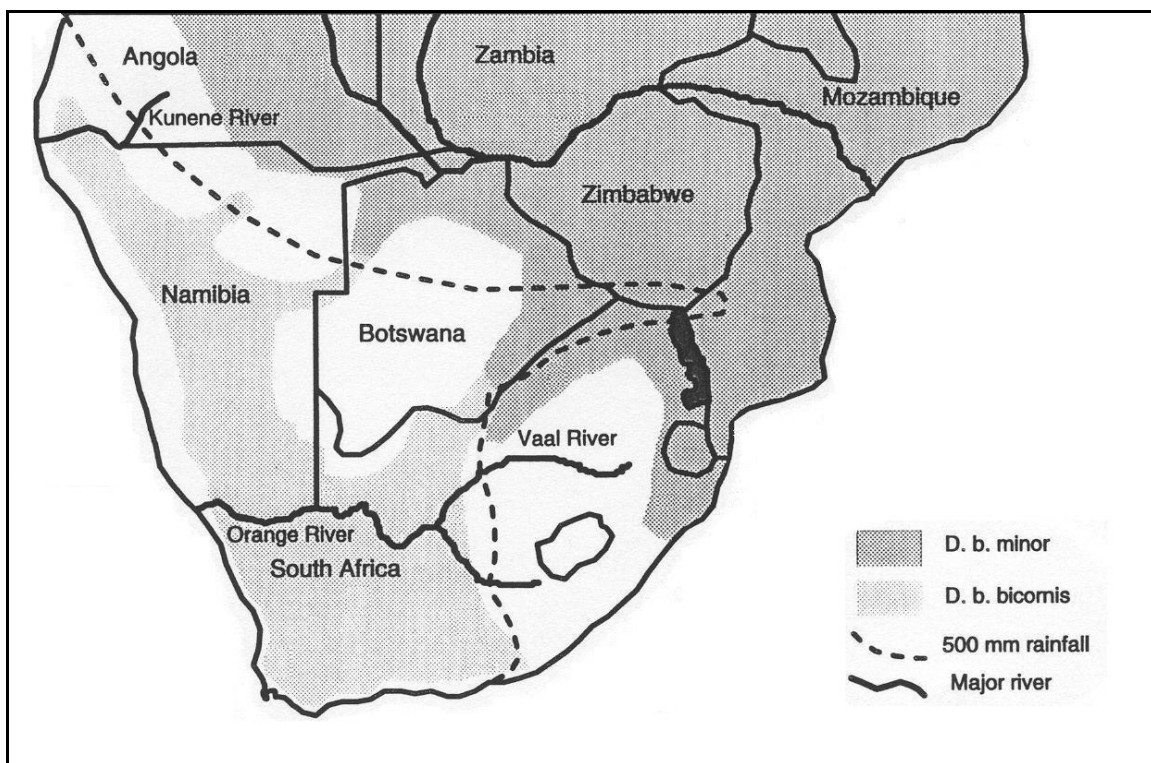 Angola
Zambia
Mozambique
Kunene River
Zimbabwe
Namibia
Botswana
Vaal River
Orange River
South Africa
D. b. minor
D. b. bicornis
500 mm rainfall
Major river